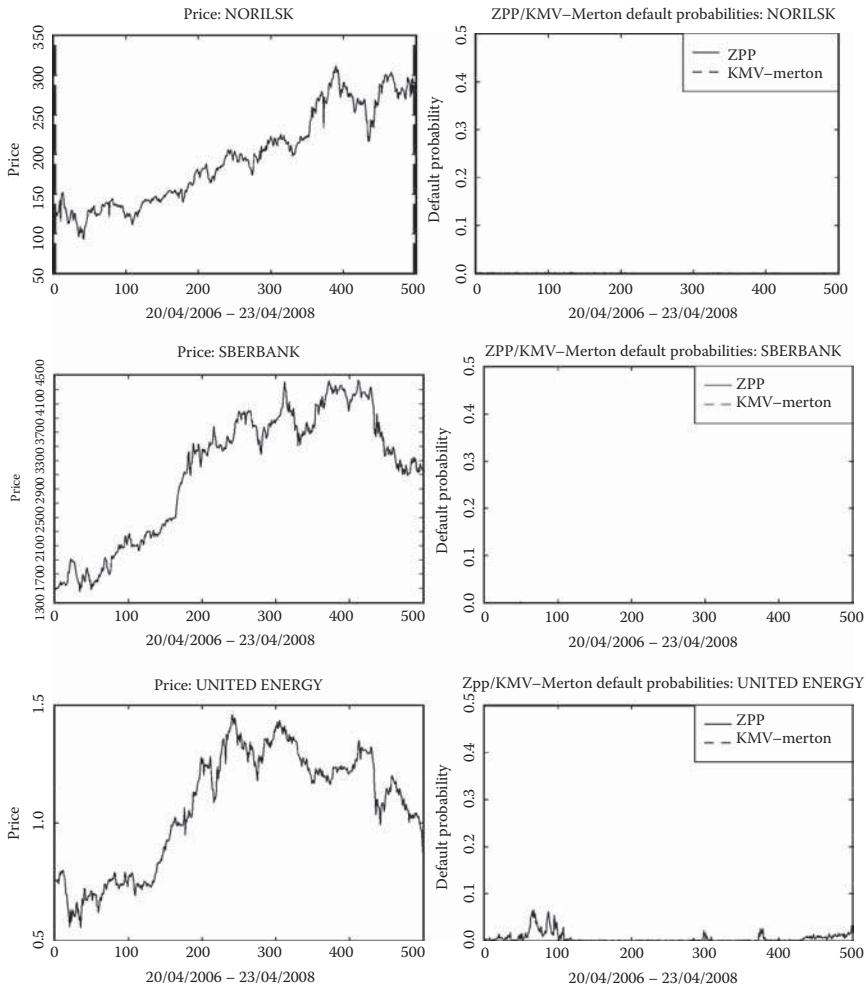 Price: NORILSK
350
300
250
200
150
100
50
Price
0 100 200 300 400 500
20/04/2006 – 23/04/2008
ZPP/KMV–Merton default probabilities: NORILSK
ZPP
KMV–merton
0.5
0.4
0.3
0.2
0.1
0.0
Default probability
0 100 200 300 400 500
20/04/2006 – 23/04/2008
Price: SBERBANK
4500
4100
3700
3300
2900
2500
2100
1700
1300
Price
0 100 200 300 400 500
20/04/2006 – 23/04/2008
ZPP/KMV–Merton default probabilities: SBERBANK
ZPP
KMV–merton
0.5
0.4
0.3
0.2
0.1
0.0
Default probability
0 100 200 300 400 500
20/04/2006 – 23/04/2008
Price: UNITED ENERGY
1.5
1.0
0.5
Price
0 100 200 300 400 500
20/04/2006 – 23/04/2008
Zpp/KMV–Merton default probabilities: UNITED ENERGY
ZPP
KMV–merton
0.5
0.4
0.3
0.2
0.1
0.0
Default probability
0 100 200 300 400 500
20/04/2006 – 23/04/2008